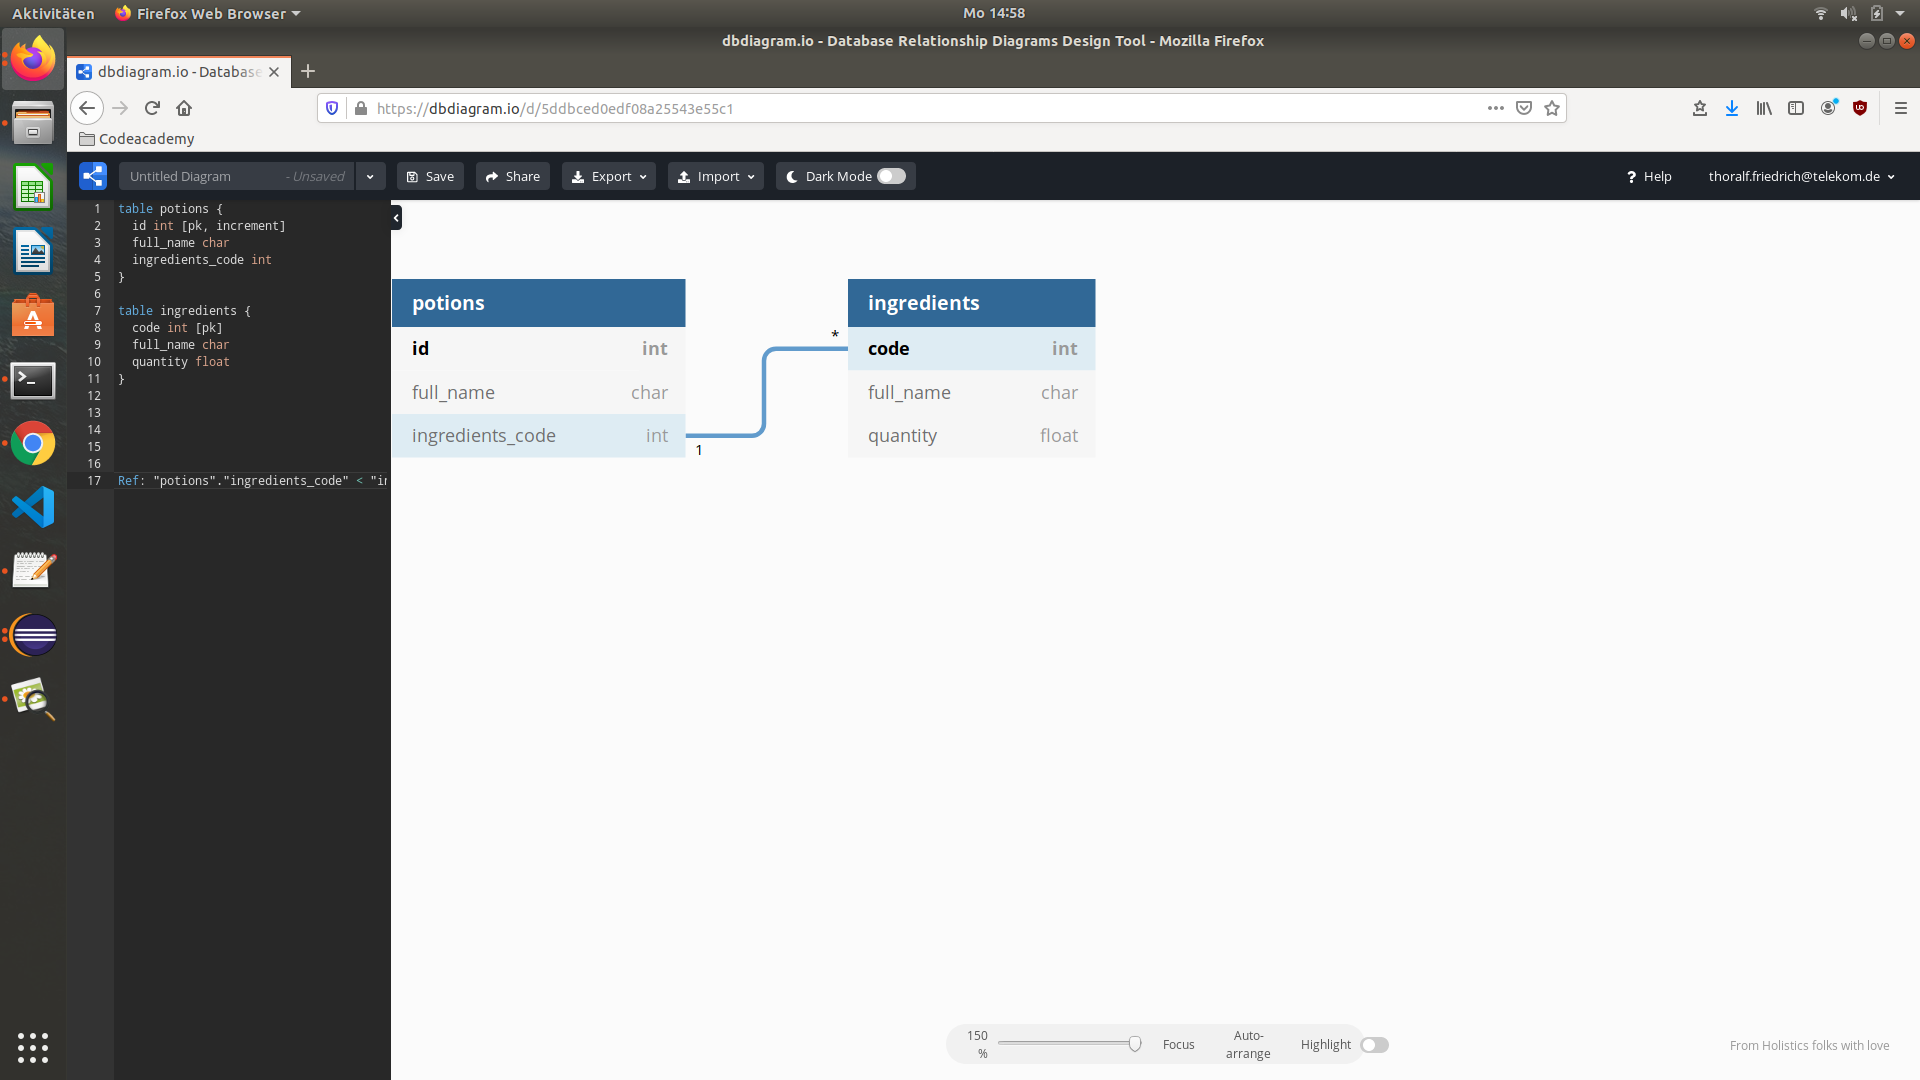 Aktivitäten
Firefox Web Browser
Mo 14:58
dbdiagram.io - Database Relationship Diagrams Design Tool - Mozilla Firefox
dbdiagram.io - Database
https://dbdiagram.io/d/5ddbced0edf08a25543e55c1
Codeacademy
Untitled Diagram - Unsaved
Save
Share
Export
Import
Dark Mode
? Help
thoralf.friedrich@telekom.de
1 table potions {
2 id int [pk, increment]
3 full_name char
4 ingredients_code int
5 }
6
7 table ingredients {
8 code int [pk]
9 full_name char
10 quantity float
11 }
12
13
14
15
16
17 Ref: "potions"."ingredients_code" < "in
potions
id int
full_name char
ingredients_code int
1
*
ingredients
code int
full_name char
quantity float
150
%
Focus
Auto-
arrange
Highlight
From Holistics folks with love